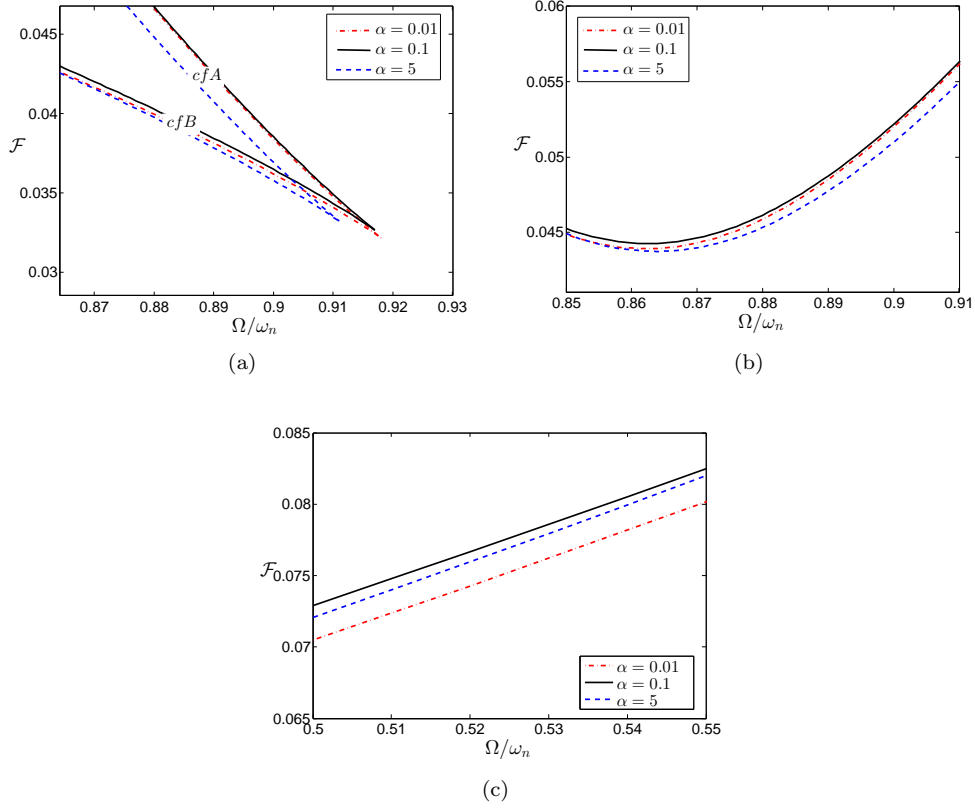 α = 0.01
α = 0.1
α = 5
cfA
cfB
0.045
0.04
0.035
0.03
ℱ
0.87 0.88 0.89 0.9 0.91 0.92 0.93
Ω/ωₙ
(a)
α = 0.01
α = 0.1
α = 5
0.06
0.055
0.05
0.045
ℱ
0.85 0.86 0.87 0.88 0.89 0.9 0.91
Ω/ωₙ
(b)
0.085
0.08
0.075
0.07
0.065
ℱ
α = 0.01
α = 0.1
α = 5
0.5 0.51 0.52 0.53 0.54 0.55
Ω/ωₙ
(c)